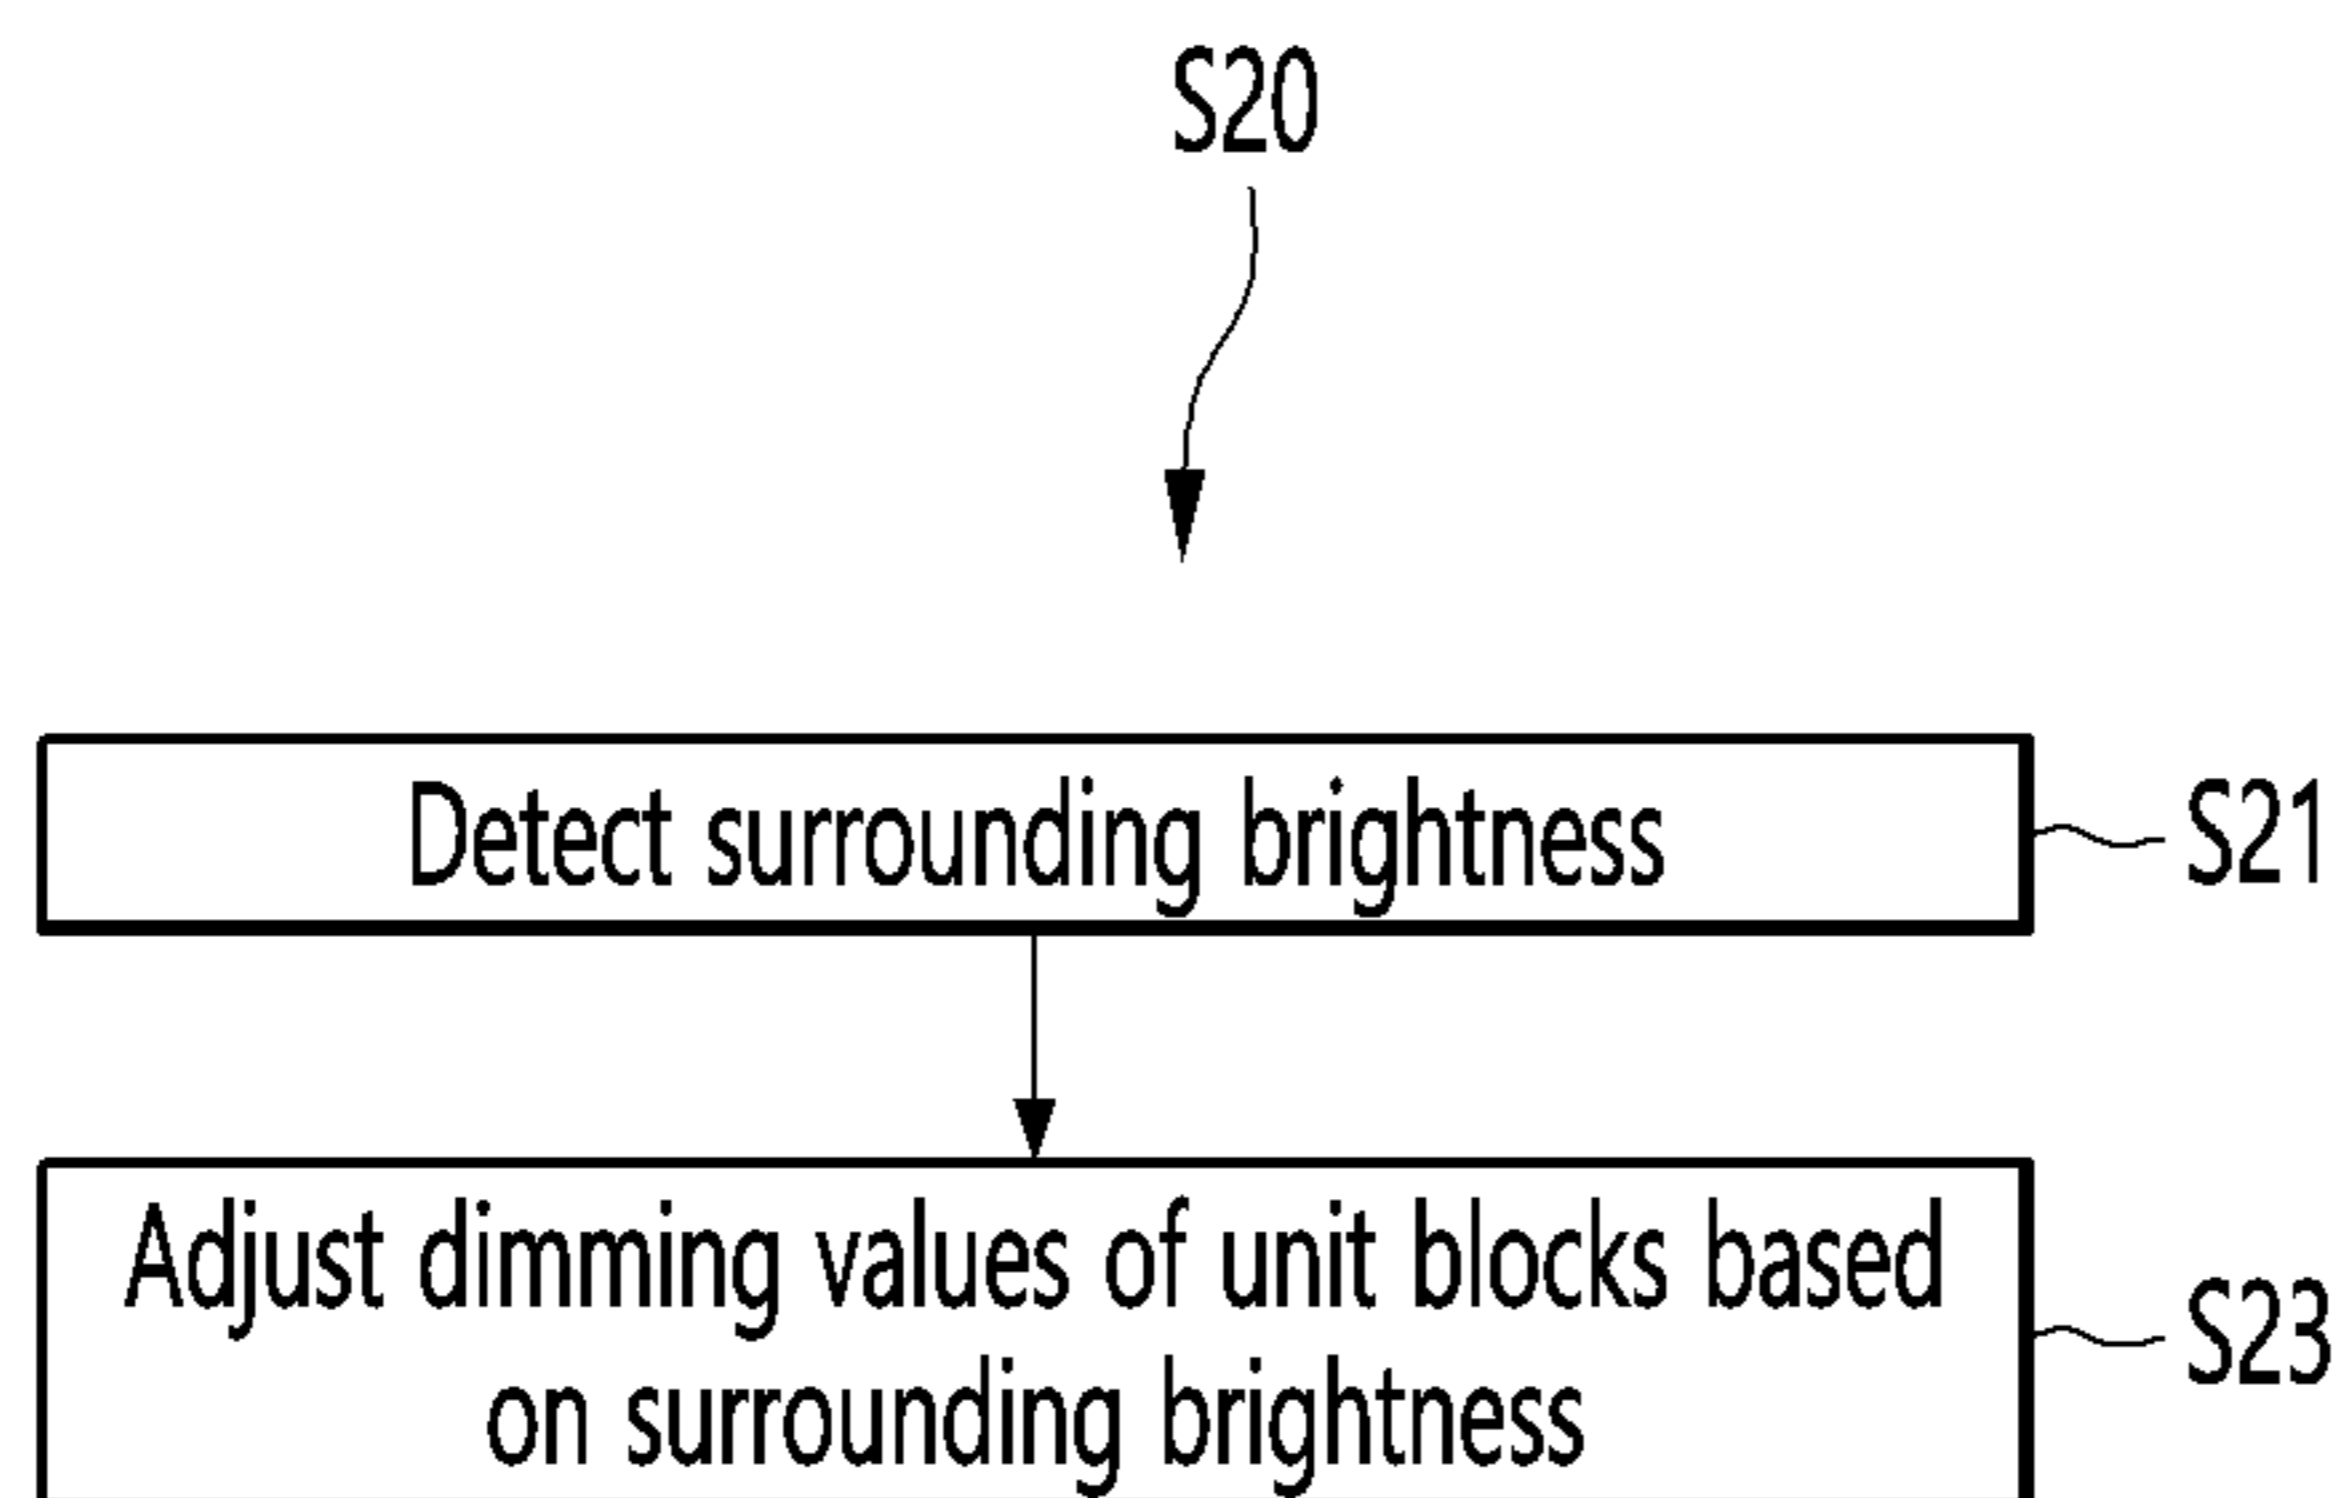 S20
Detect surrounding brightness
S21
Adjust dimming values of unit blocks based
on surrounding brightness
S23